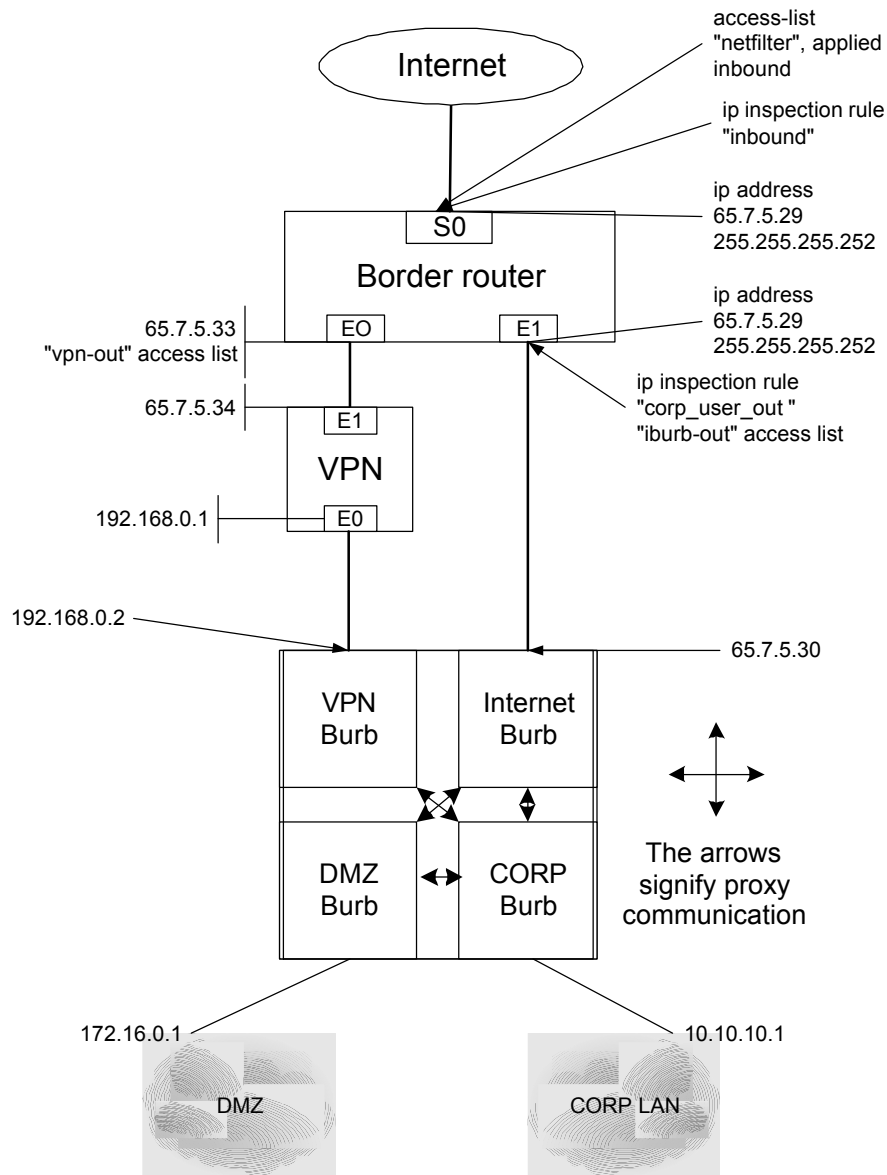 access-list
"netfilter", applied
inbound
Internet
ip inspection rule
"inbound"
ip address
65.7.5.29
255.255.255.252
S0
Border router
ip address
65.7.5.29
255.255.255.252
65.7.5.33
"vpn-out" access list
EO
E1
ip inspection rule
"corp_user_out "
"iburb-out" access list
65.7.5.34
E1
VPN
192.168.0.1
E0
192.168.0.2
65.7.5.30
VPN
Burb
Internet
Burb
DMZ
Burb
CORP
Burb
The arrows
signify proxy
communication
172.16.0.1
10.10.10.1
DMZ
CORP LAN